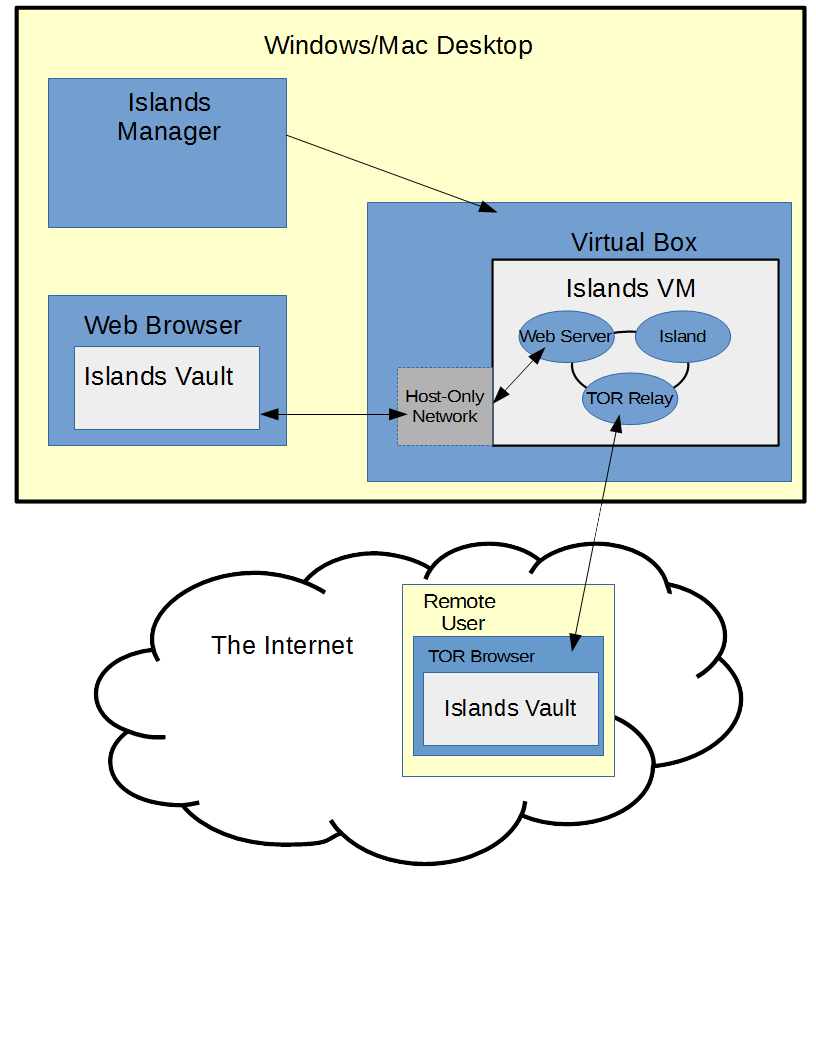 Windows/Mac Desktop
Islands
Manager
Virtual Box
Islands VM
Web Browser
Islands Vault
Web Server
Island
TOR Relay
Host-Only
Network
The Internet
Remote
User
TOR Browser
Islands Vault